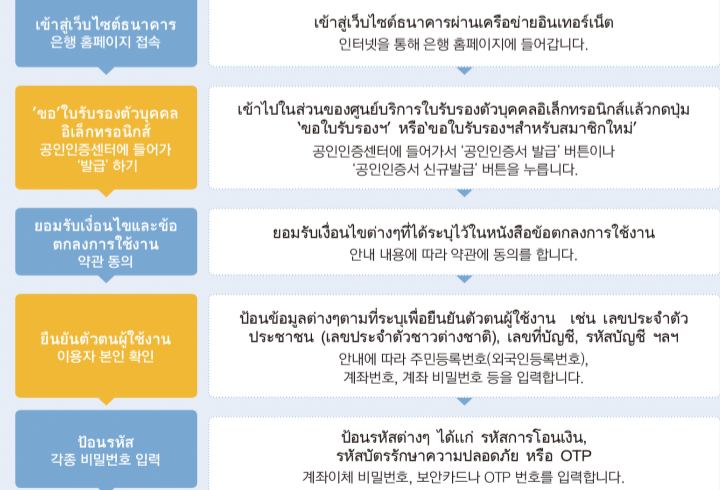 เข้าสู่เว็บไซต์ธนาคาร
은행 홈페이지 접속
เข้าสู่เว็บไซต์ธนาคารผ่านเครือข่ายอินเทอร์เน็ต
인터넷을 통해 은행 홈페이지에 들어갑니다.
‘ขอ’ใบรับรองตัวบุคคล
อิเล็กทรอนิกส์
공인인증센터에 들어가
‘발급’ 하기
เข้าไปในส่วนของศูนย์บริการใบรับรองตัวบุคคลอิเล็กทรอนิกส์แล้วกดปุ่ม
‘ขอใบรับรองฯ’ หรือ‘ขอใบรับรองฯสำหรับสมาชิกใหม่’
공인인증센터에 들어가서 ‘공인인증서 발급’ 버튼이나
‘공인인증서 신규발급’ 버튼을 누릅니다.
ยอมรับเงื่อนไขและข้อ
ตกลงการใช้งาน
약관 동의
ยอมรับเงื่อนไขต่างๆที่ได้ระบุไว้ในหนังสือข้อตกลงการใช้งาน
안내 내용에 따라 약관에 동의를 합니다.
ยืนยันตัวตนผู้ใช้งาน
이용자 본인 확인
ป้อนข้อมูลต่างๆตามที่ระบุเพื่อยืนยันตัวตนผู้ใช้งาน เช่น เลขประจำตัว
ประชาชน (เลขประจำตัวชาวต่างชาติ), เลขที่บัญชี, รหัสบัญชี ฯลฯ
안내에 따라 주민등록번호(외국인등록번호),
계좌번호, 계좌 비밀번호 등을 입력합니다.
ป้อนรหัส
각종 비밀번호 입력
ป้อนรหัสต่างๆ ได้แก่ รหัสการโอนเงิน,
รหัสบัตรรักษาความปลอดภัย หรือ OTP
계좌이체 비밀번호, 보안카드나 OTP 번호를 입력합니다.